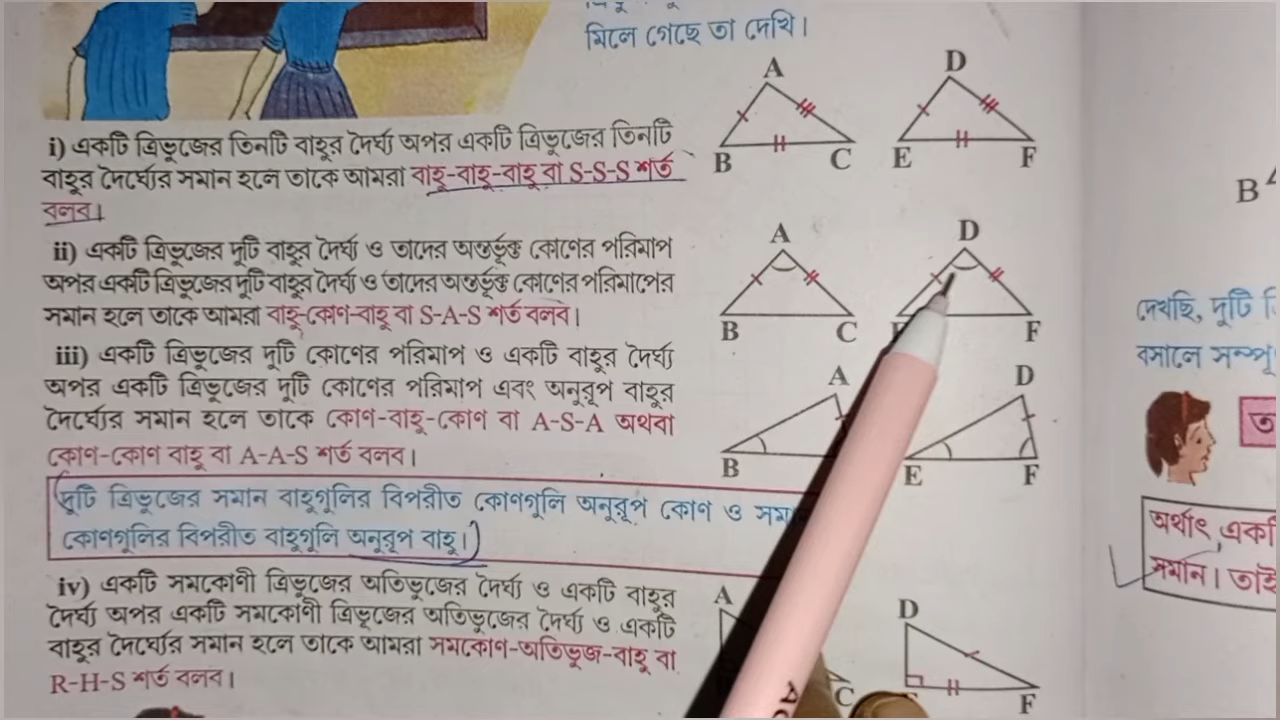 মিলে গেছে তা দেখি।
A
D
B
C
E
F
i) একটি ত্রিভুজের তিনটি বাহুর দৈর্ঘ্য অপর একটি ত্রিভুজের তিনটি
বাহুর দৈর্ঘ্যের সমান হলে তাকে আমরা বাহু-বাহু-বাহু বা S-S-S শর্ত
বলব।
ii) একটি ত্রিভুজের দুটি বাহুর দৈর্ঘ্য ও তাদের অন্তর্ভূক্ত কোণের পরিমাপ
অপর একটি ত্রিভুজের দুটি বাহুর দৈর্ঘ্য ও তাদের অন্তর্ভূক্ত কোণের পরিমাপের
সমান হলে তাকে আমরা বাহু-কোণ-বাহু বা S-A-S শর্ত বলব।
A
D
B
C
F
iii) একটি ত্রিভুজের দুটি কোণের পরিমাপ ও একটি বাহুর দৈর্ঘ্য
অপর একটি ত্রিভুজের দুটি কোণের পরিমাপ এবং অনুরূপ বাহুর
দৈর্ঘ্যের সমান হলে তাকে কোণ-বাহু-কোণ বা A-S-A অথবা
কোণ-কোণ বাহু বা A-A-S শর্ত বলব।
A
D
B
E
F
দুটি ত্রিভুজের সমান বাহুগুলির বিপরীত কোণগুলি অনুরূপ কোণ ও
কোণগুলির বিপরীত বাহুগুলি অনুরূপ বাহু।
iv) একটি সমকোণী ত্রিভুজের অতিভুজের দৈর্ঘ্য ও একটি বাহুর
দৈর্ঘ্য অপর একটি সমকোণী ত্রিভূজের অতিভুজের দৈর্ঘ্য ও একটি
বাহুর দৈর্ঘ্যের সমান হলে তাকে আমরা সমকোণ-অতিভুজ-বাহু বা
R-H-S শর্ত বলব।
A
D
C
F
B
দেখছি, দুটি
বসালে
অর্থাৎ, একটি
সমান। তাই